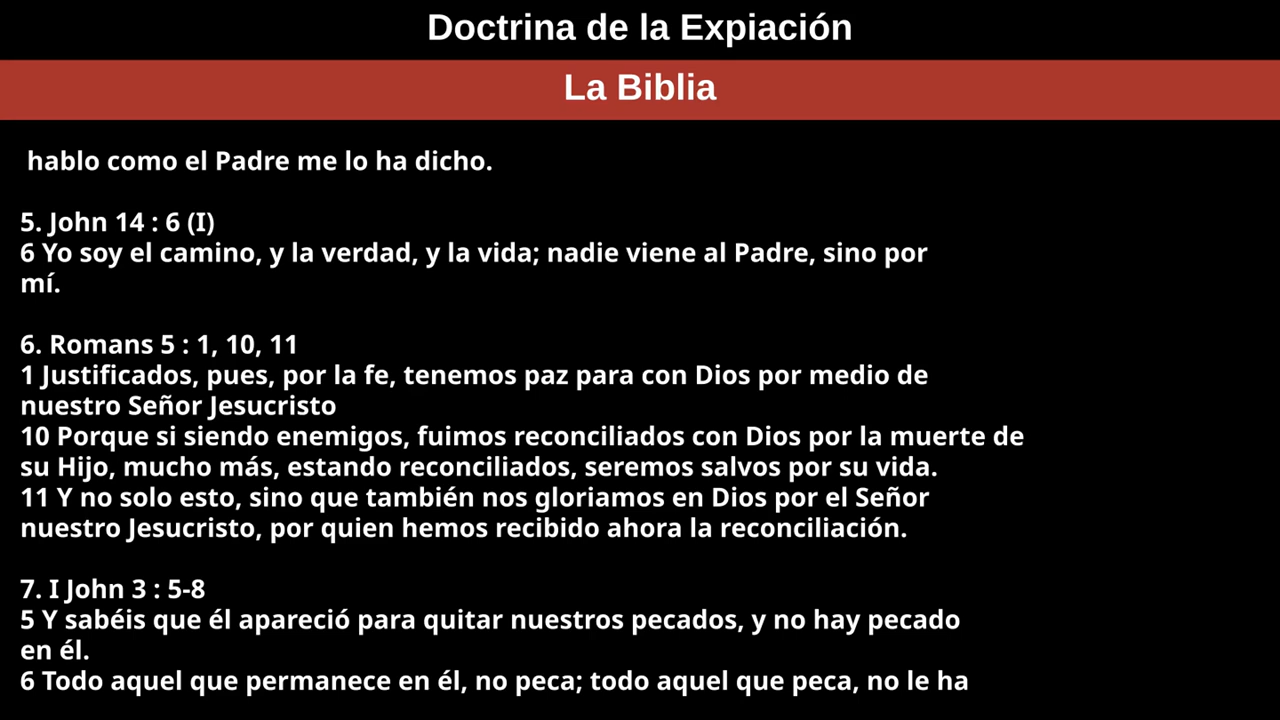 Doctrina de la Expiación
La Biblia
hablo como el Padre me lo ha dicho.
5. John 14 : 6 (I)
6 Yo soy el camino, y la verdad, y la vida; nadie viene al Padre, sino por
mí.
6. Romans 5 : 1, 10, 11
1 Justificados, pues, por la fe, tenemos paz para con Dios por medio de
nuestro Señor Jesucristo
10 Porque si siendo enemigos, fuimos reconciliados con Dios por la muerte de
su Hijo, mucho más, estando reconciliados, seremos salvos por su vida.
11 Y no solo esto, sino que también nos gloriamos en Dios por el Señor
nuestro Jesucristo, por quien hemos recibido ahora la reconciliación.
7. I John 3 : 5-8
5 Y sabéis que él apareció para quitar nuestros pecados, y no hay pecado
en él.
6 Todo aquel que permanece en él, no peca; todo aquel que peca, no le ha